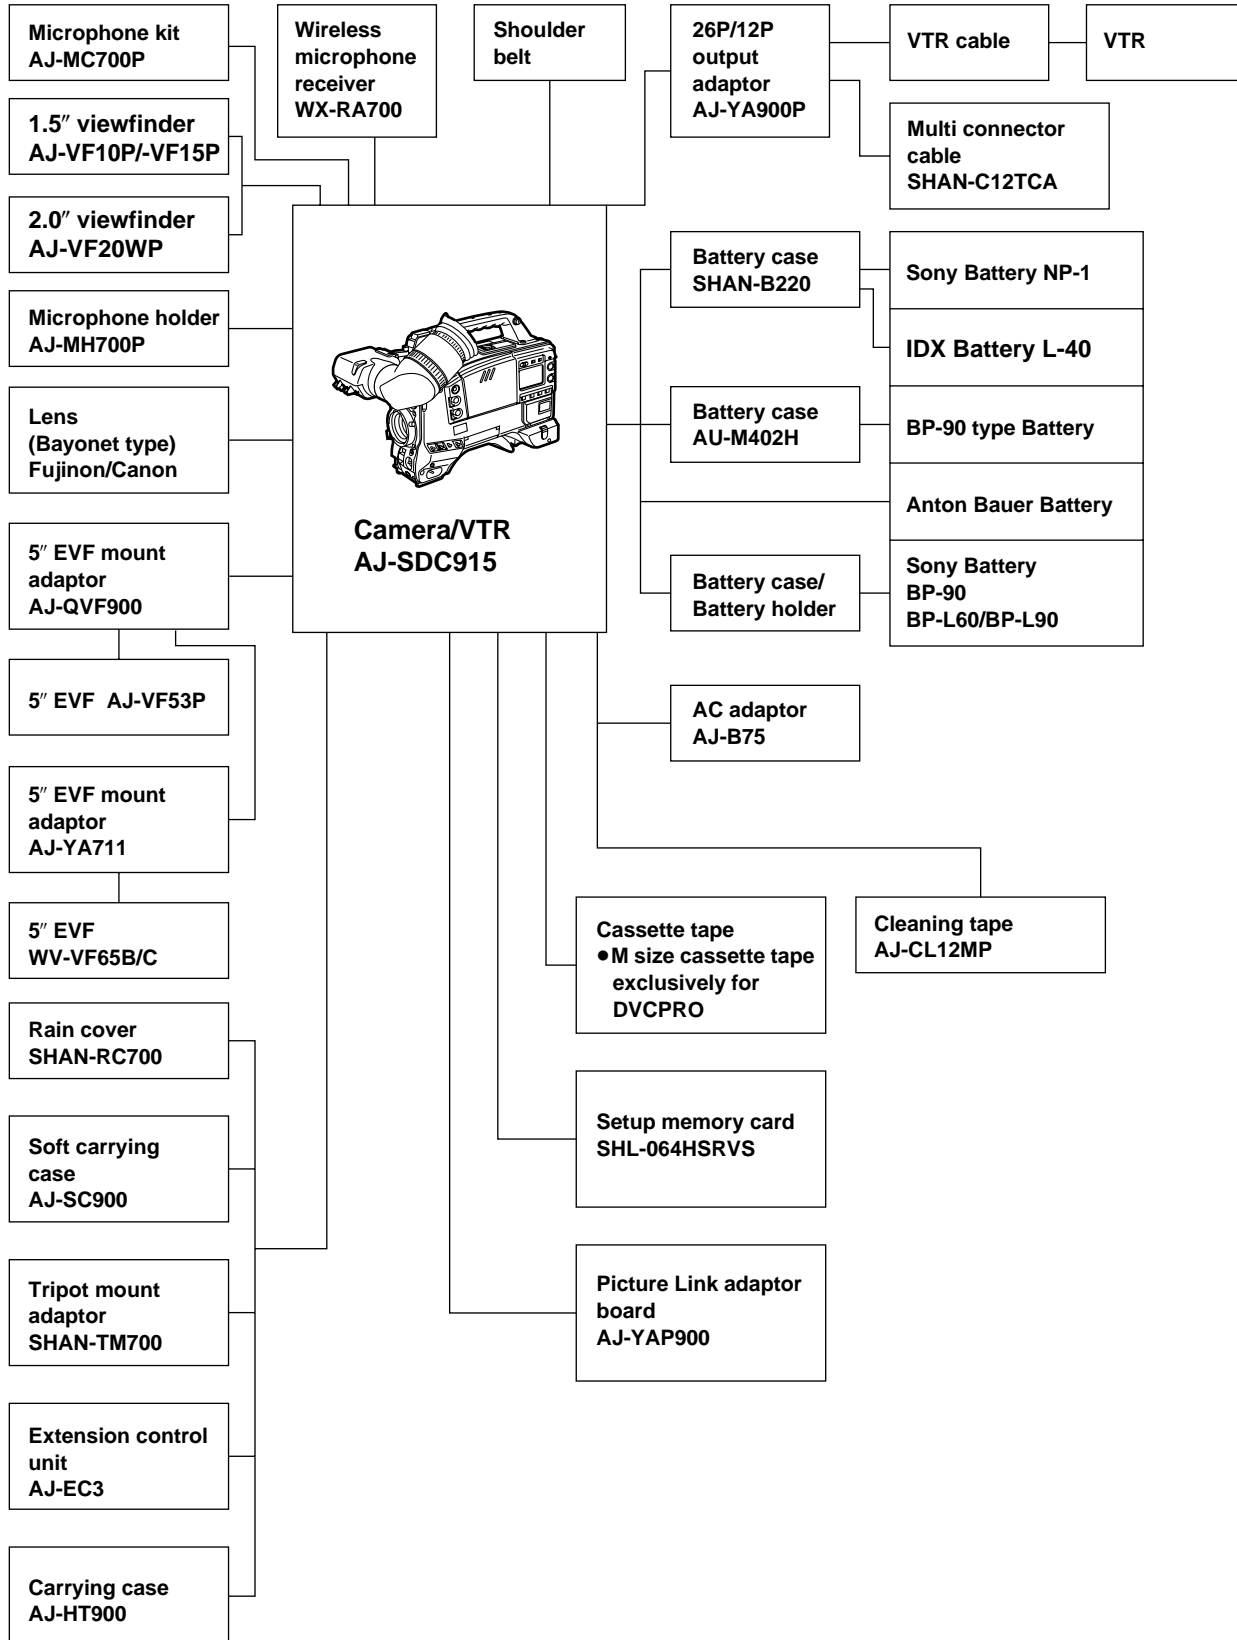 Microphone kit
AJ-MC700P
Wireless
microphone
receiver
WX-RA700
Shoulder
belt
26P/12P
output
adaptor
AJ-YA900P
VTR cable
VTR
1.5″ viewfinder
AJ-VF10P/-VF15P
Multi connector
cable
SHAN-C12TCA
2.0″ viewfinder
AJ-VF20WP
Microphone holder
AJ-MH700P
Lens
(Bayonet type)
Fujinon/Canon
5″ EVF mount
adaptor
AJ-QVF900
5″ EVF AJ-VF53P
5″ EVF mount
adaptor
AJ-YA711
5″ EVF
WV-VF65B/C
Camera/VTR
AJ-SDC915
Battery case
SHAN-B220
Sony Battery NP-1
IDX Battery L-40
Battery case
AU-M402H
BP-90 type Battery
Anton Bauer Battery
Battery case/
Battery holder
Sony Battery
BP-90
BP-L60/BP-L90
AC adaptor
AJ-B75
Cassette tape
●M size cassette tape
exclusively for
DVCPRO
Cleaning tape
AJ-CL12MP
Rain cover
SHAN-RC700
Soft carrying
case
AJ-SC900
Setup memory card
SHL-064HSRVS
Tripot mount
adaptor
SHAN-TM700
Picture Link adaptor
board
AJ-YAP900
Extension control
unit
AJ-EC3
Carrying case
AJ-HT900